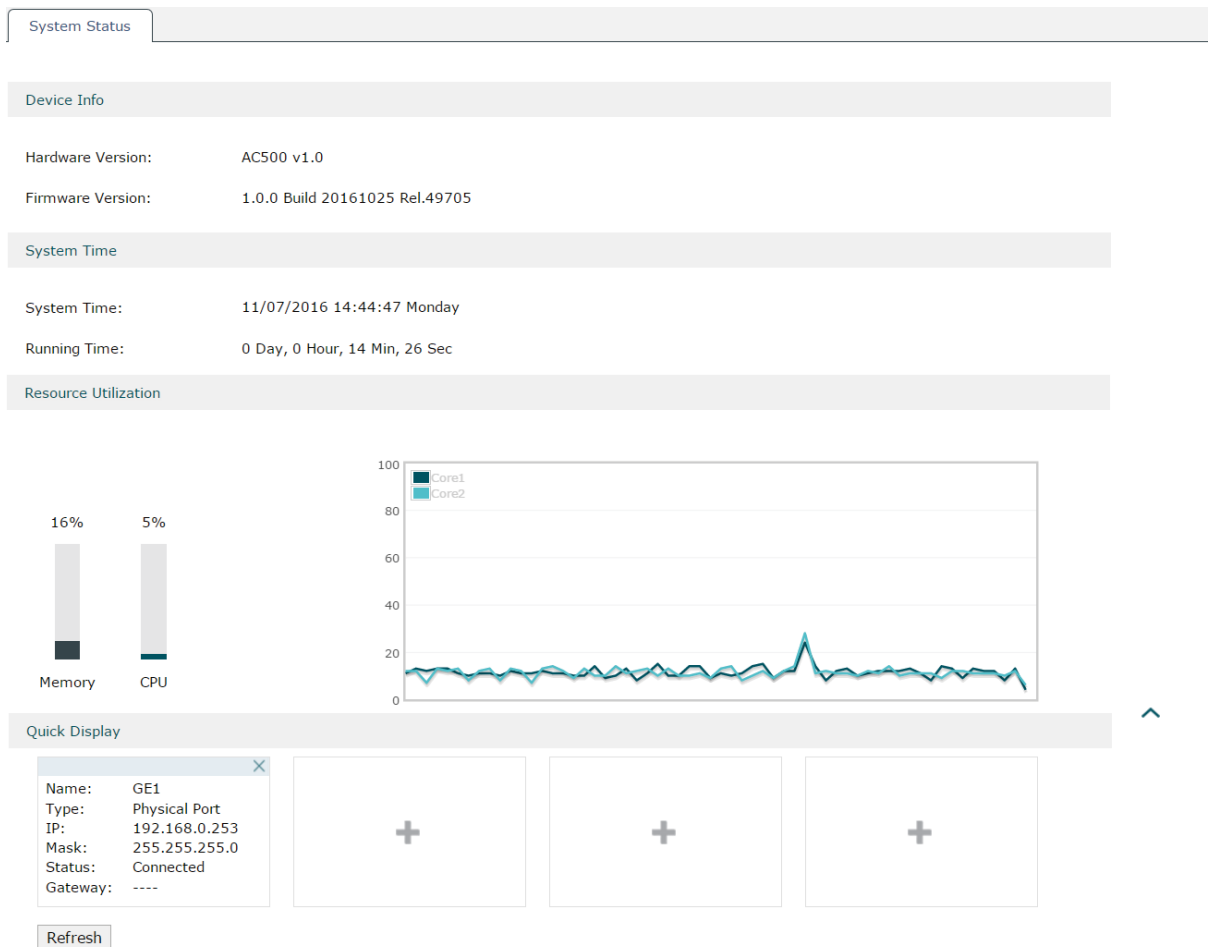 System Status
Device Info
Hardware Version: AC500 v1.0
Firmware Version: 1.0.0 Build 20161025 Rel.49705
System Time
System Time: 11/07/2016 14:44:47 Monday
Running Time: 0 Day, 0 Hour, 14 Min, 26 Sec
Resource Utilization
16% 5%
Memory CPU
100
80
60
40
20
0
Core1
Core2
Quick Display
Name: GE1
Type: Physical Port
IP: 192.168.0.253
Mask: 255.255.255.0
Status: Connected
Gateway: ----
Refresh